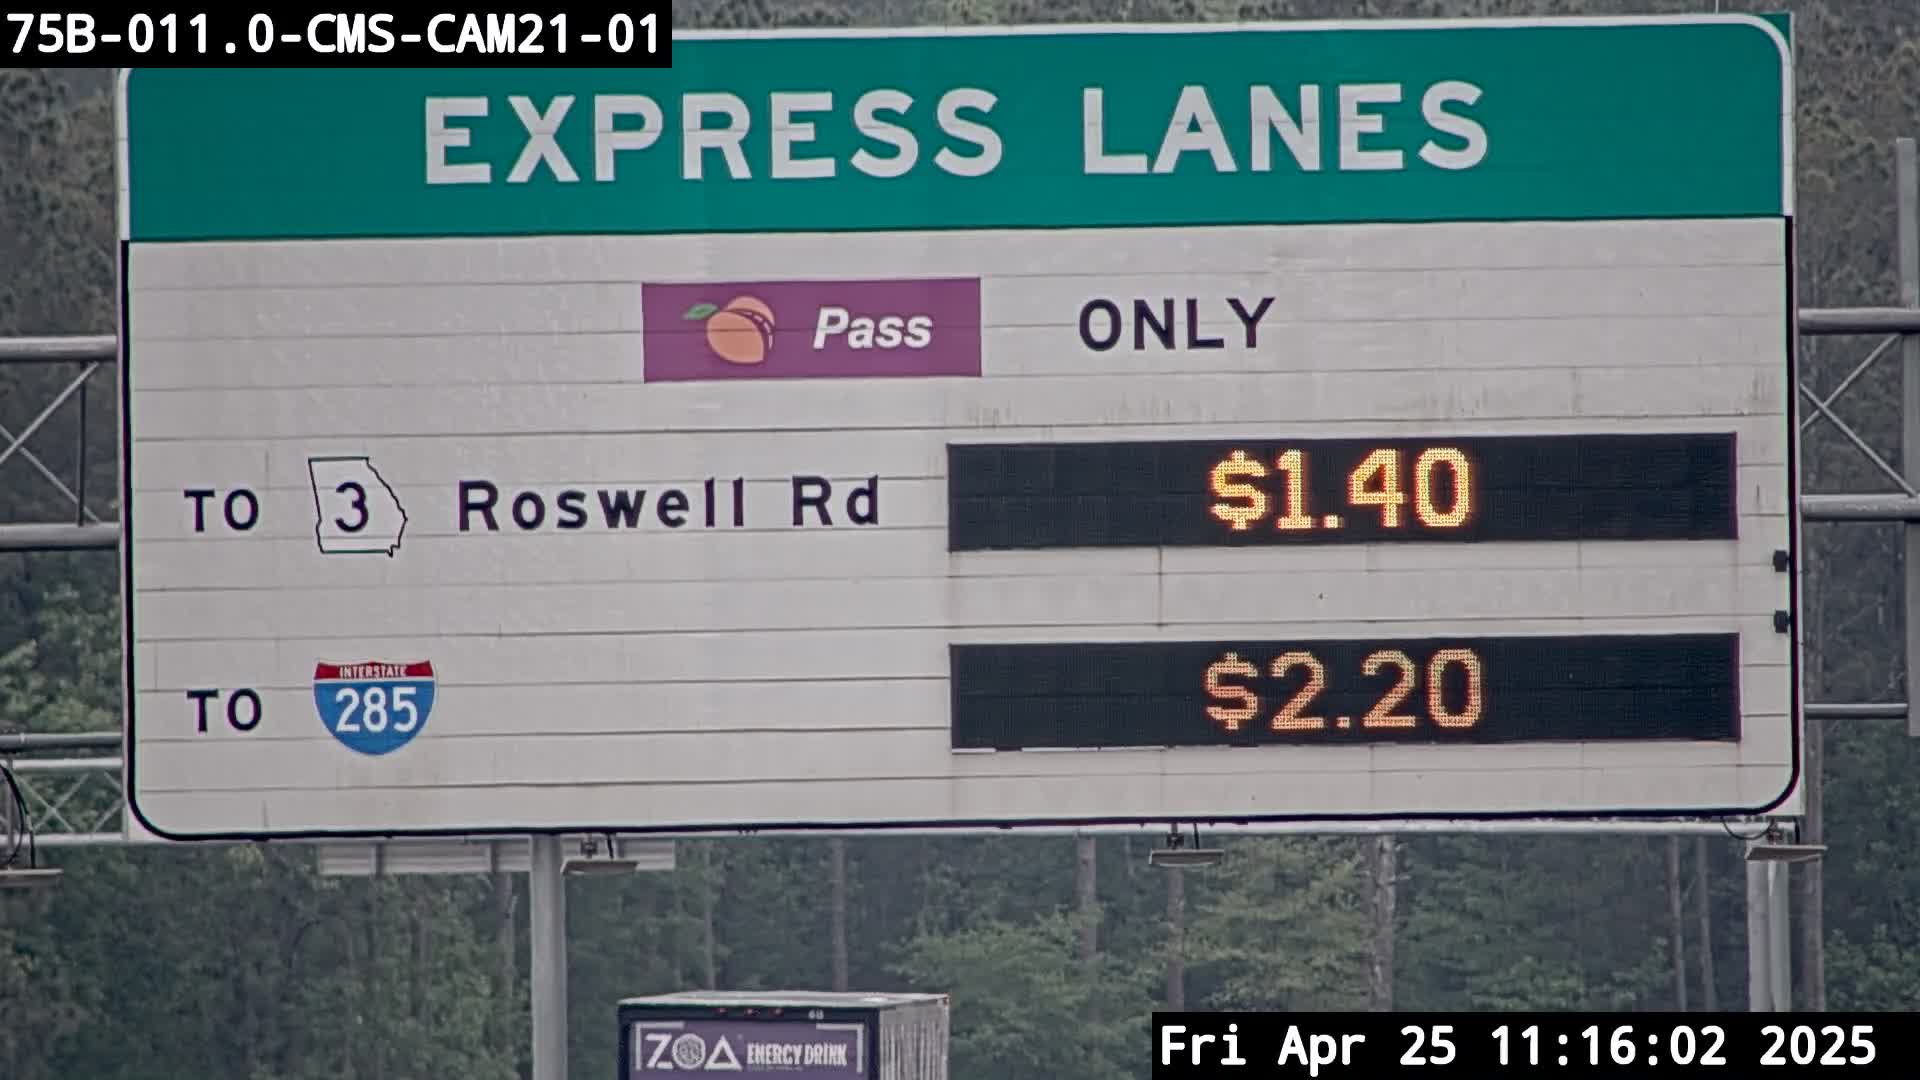 75B-011.0-CMS-CAM21-01
EXPRESS LANES
Pass ONLY
TO 3 Roswell Rd $1.40
INTERSTATE
TO 285 $2.20
68
ZOA ENERGY DRINK
Fri Apr 25 11:16:02 2025